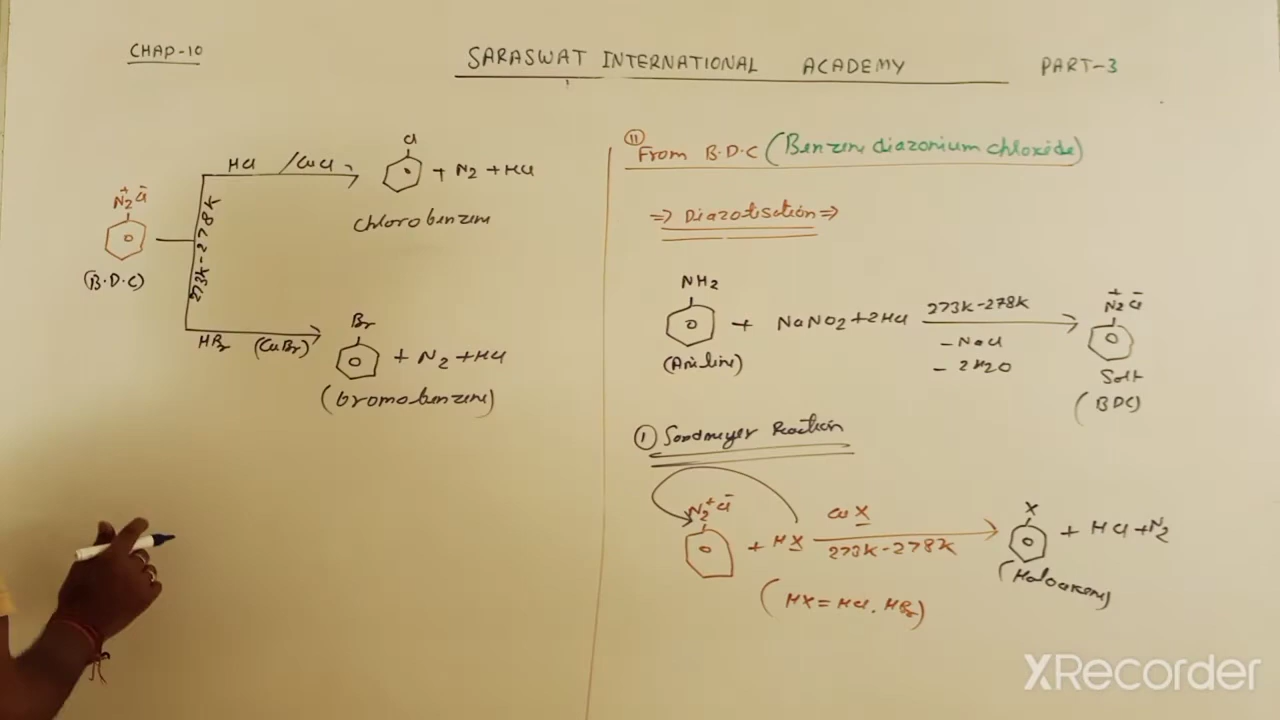 CHAP-10
SARASWAT INTERNATIONAL ACADEMY
PART-3
HCl /CuCl
Cl
+ N2 + HCl
Chlorobenzene
N2 Cl
+ -
(B.D.C)
273K-278K
HBr (CuBr)
Br
+ N2 + HCl
(bromobenzene)
II
From B.D.C (Benzene diazonium chloride)
⇒ Diazotisation ⇒
NH2
(Aniline)
+ NaNO2 + 2HCl
273K-278K
- NaCl
- 2H2O
+ -
N2 Cl
Salt
(BDC)
I Sandmeyer Reaction
N2+ Cl-
+ HX
CuX
273K-278K
X
+ HCl + N2
(Haloarene)
(HX = HCl, HBr)
XRecorder